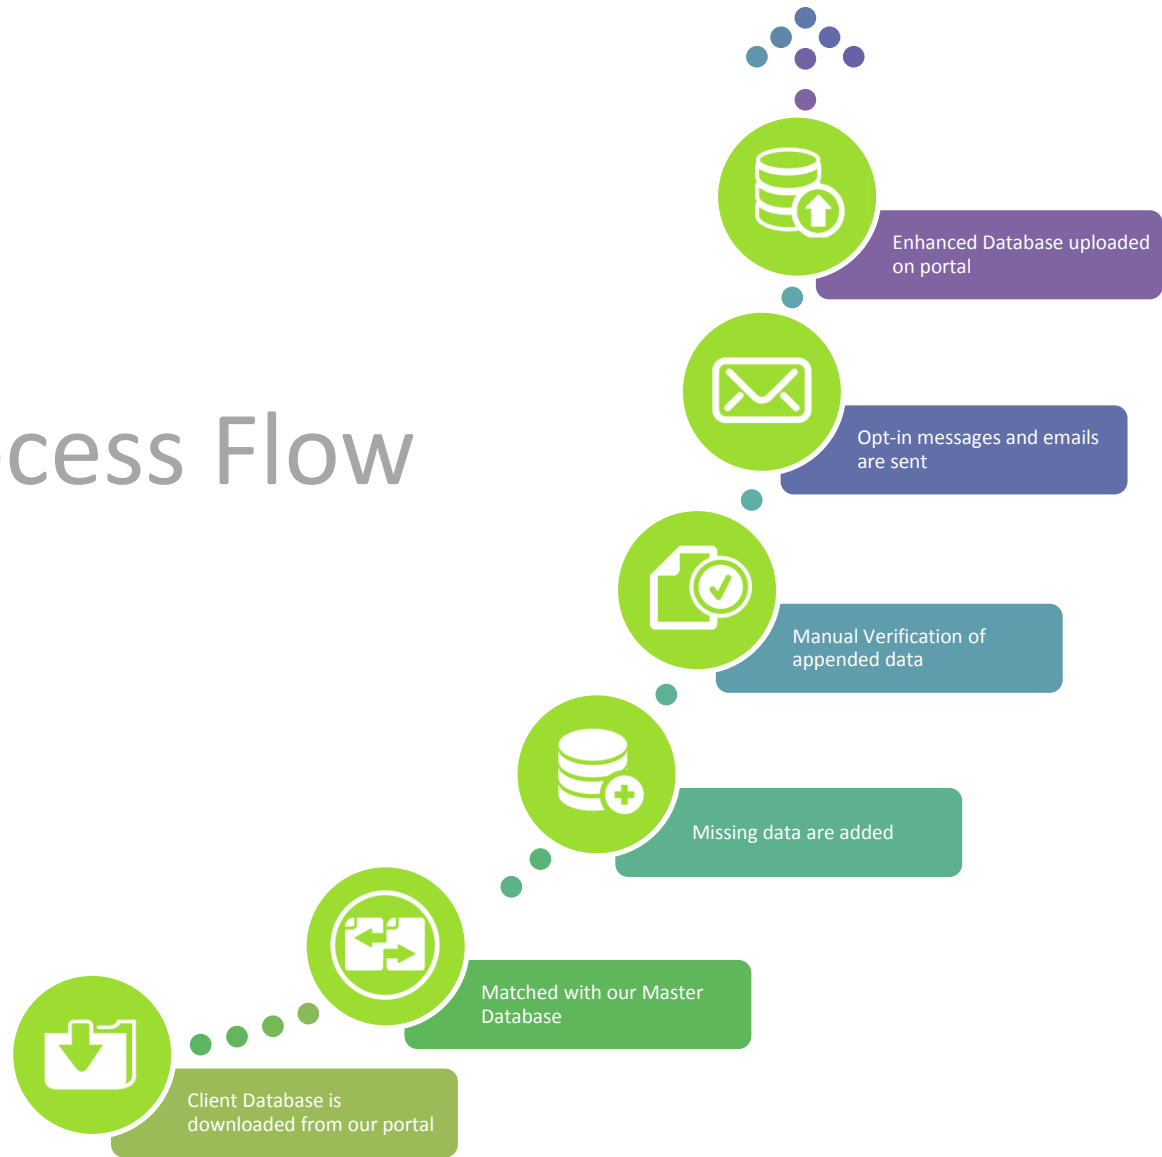 Enhanced Database uploaded
on portal
Opt-in messages and emails
are sent
cess Flow
Manual Verification of
appended data
Missing data are added
Matched with our Master
Database
Client Database is
downloaded from our portal